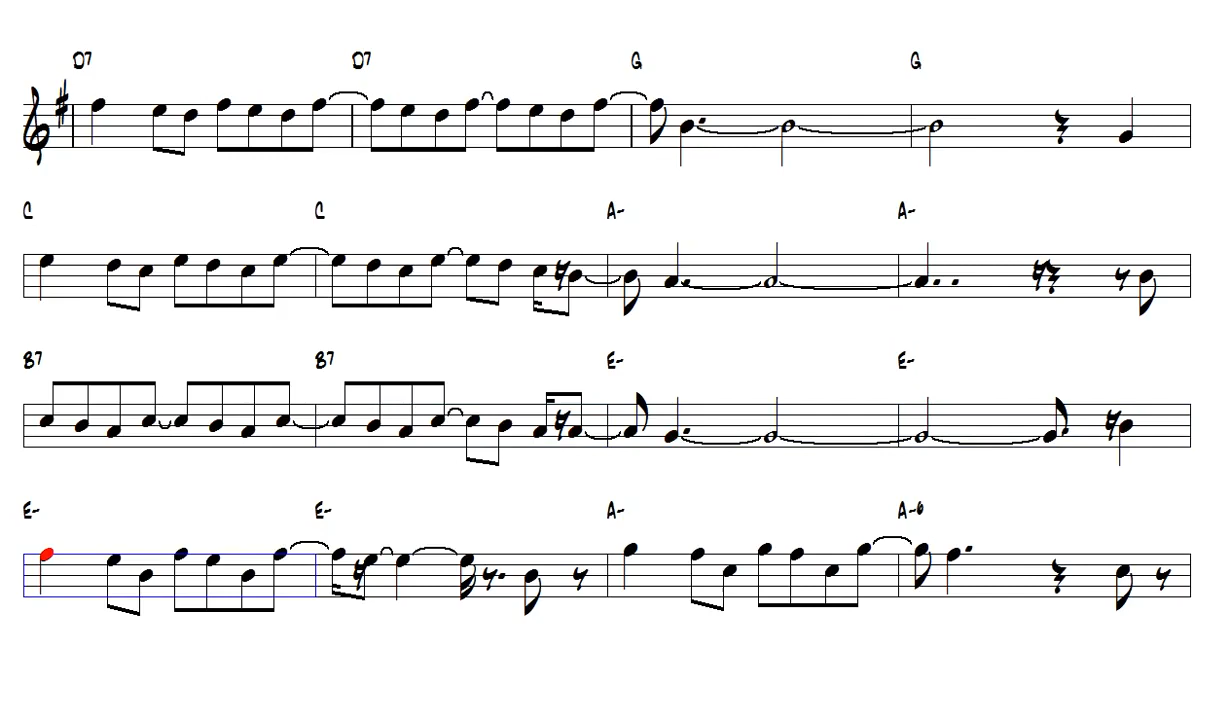 D7 D7 G G
C C A- A-
B7 B7 E- E-
E- E- A- A-6